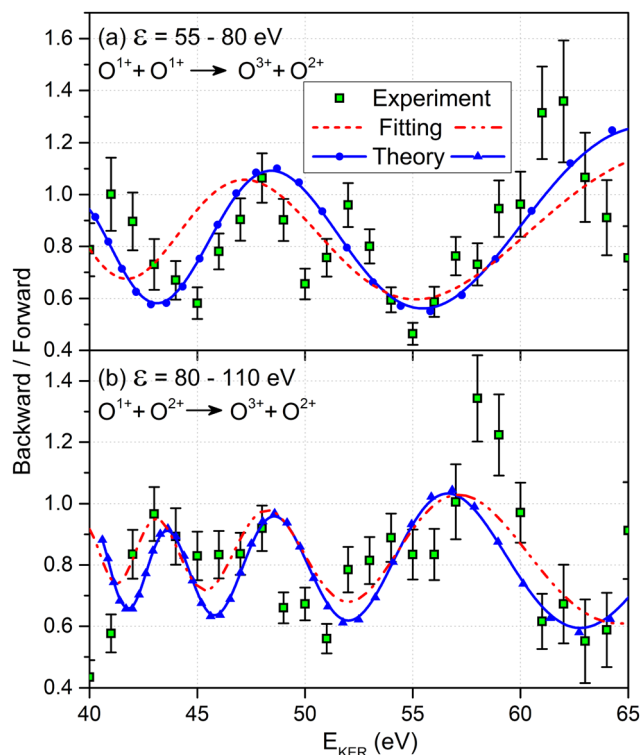 (a) ε = 55 - 80 eV
O¹⁺ + O¹⁺ ⟶ O³⁺ + O²⁺
Experiment
Fitting
Theory
1.6
1.4
1.2
1.0
0.8
0.6
0.4
Backward / Forward
(b) ε = 80 - 110 eV
O¹⁺ + O²⁺ ⟶ O³⁺ + O²⁺
1.4
1.2
1.0
0.8
0.6
0.4
40 45 50 55 60 65
E_KER (eV)